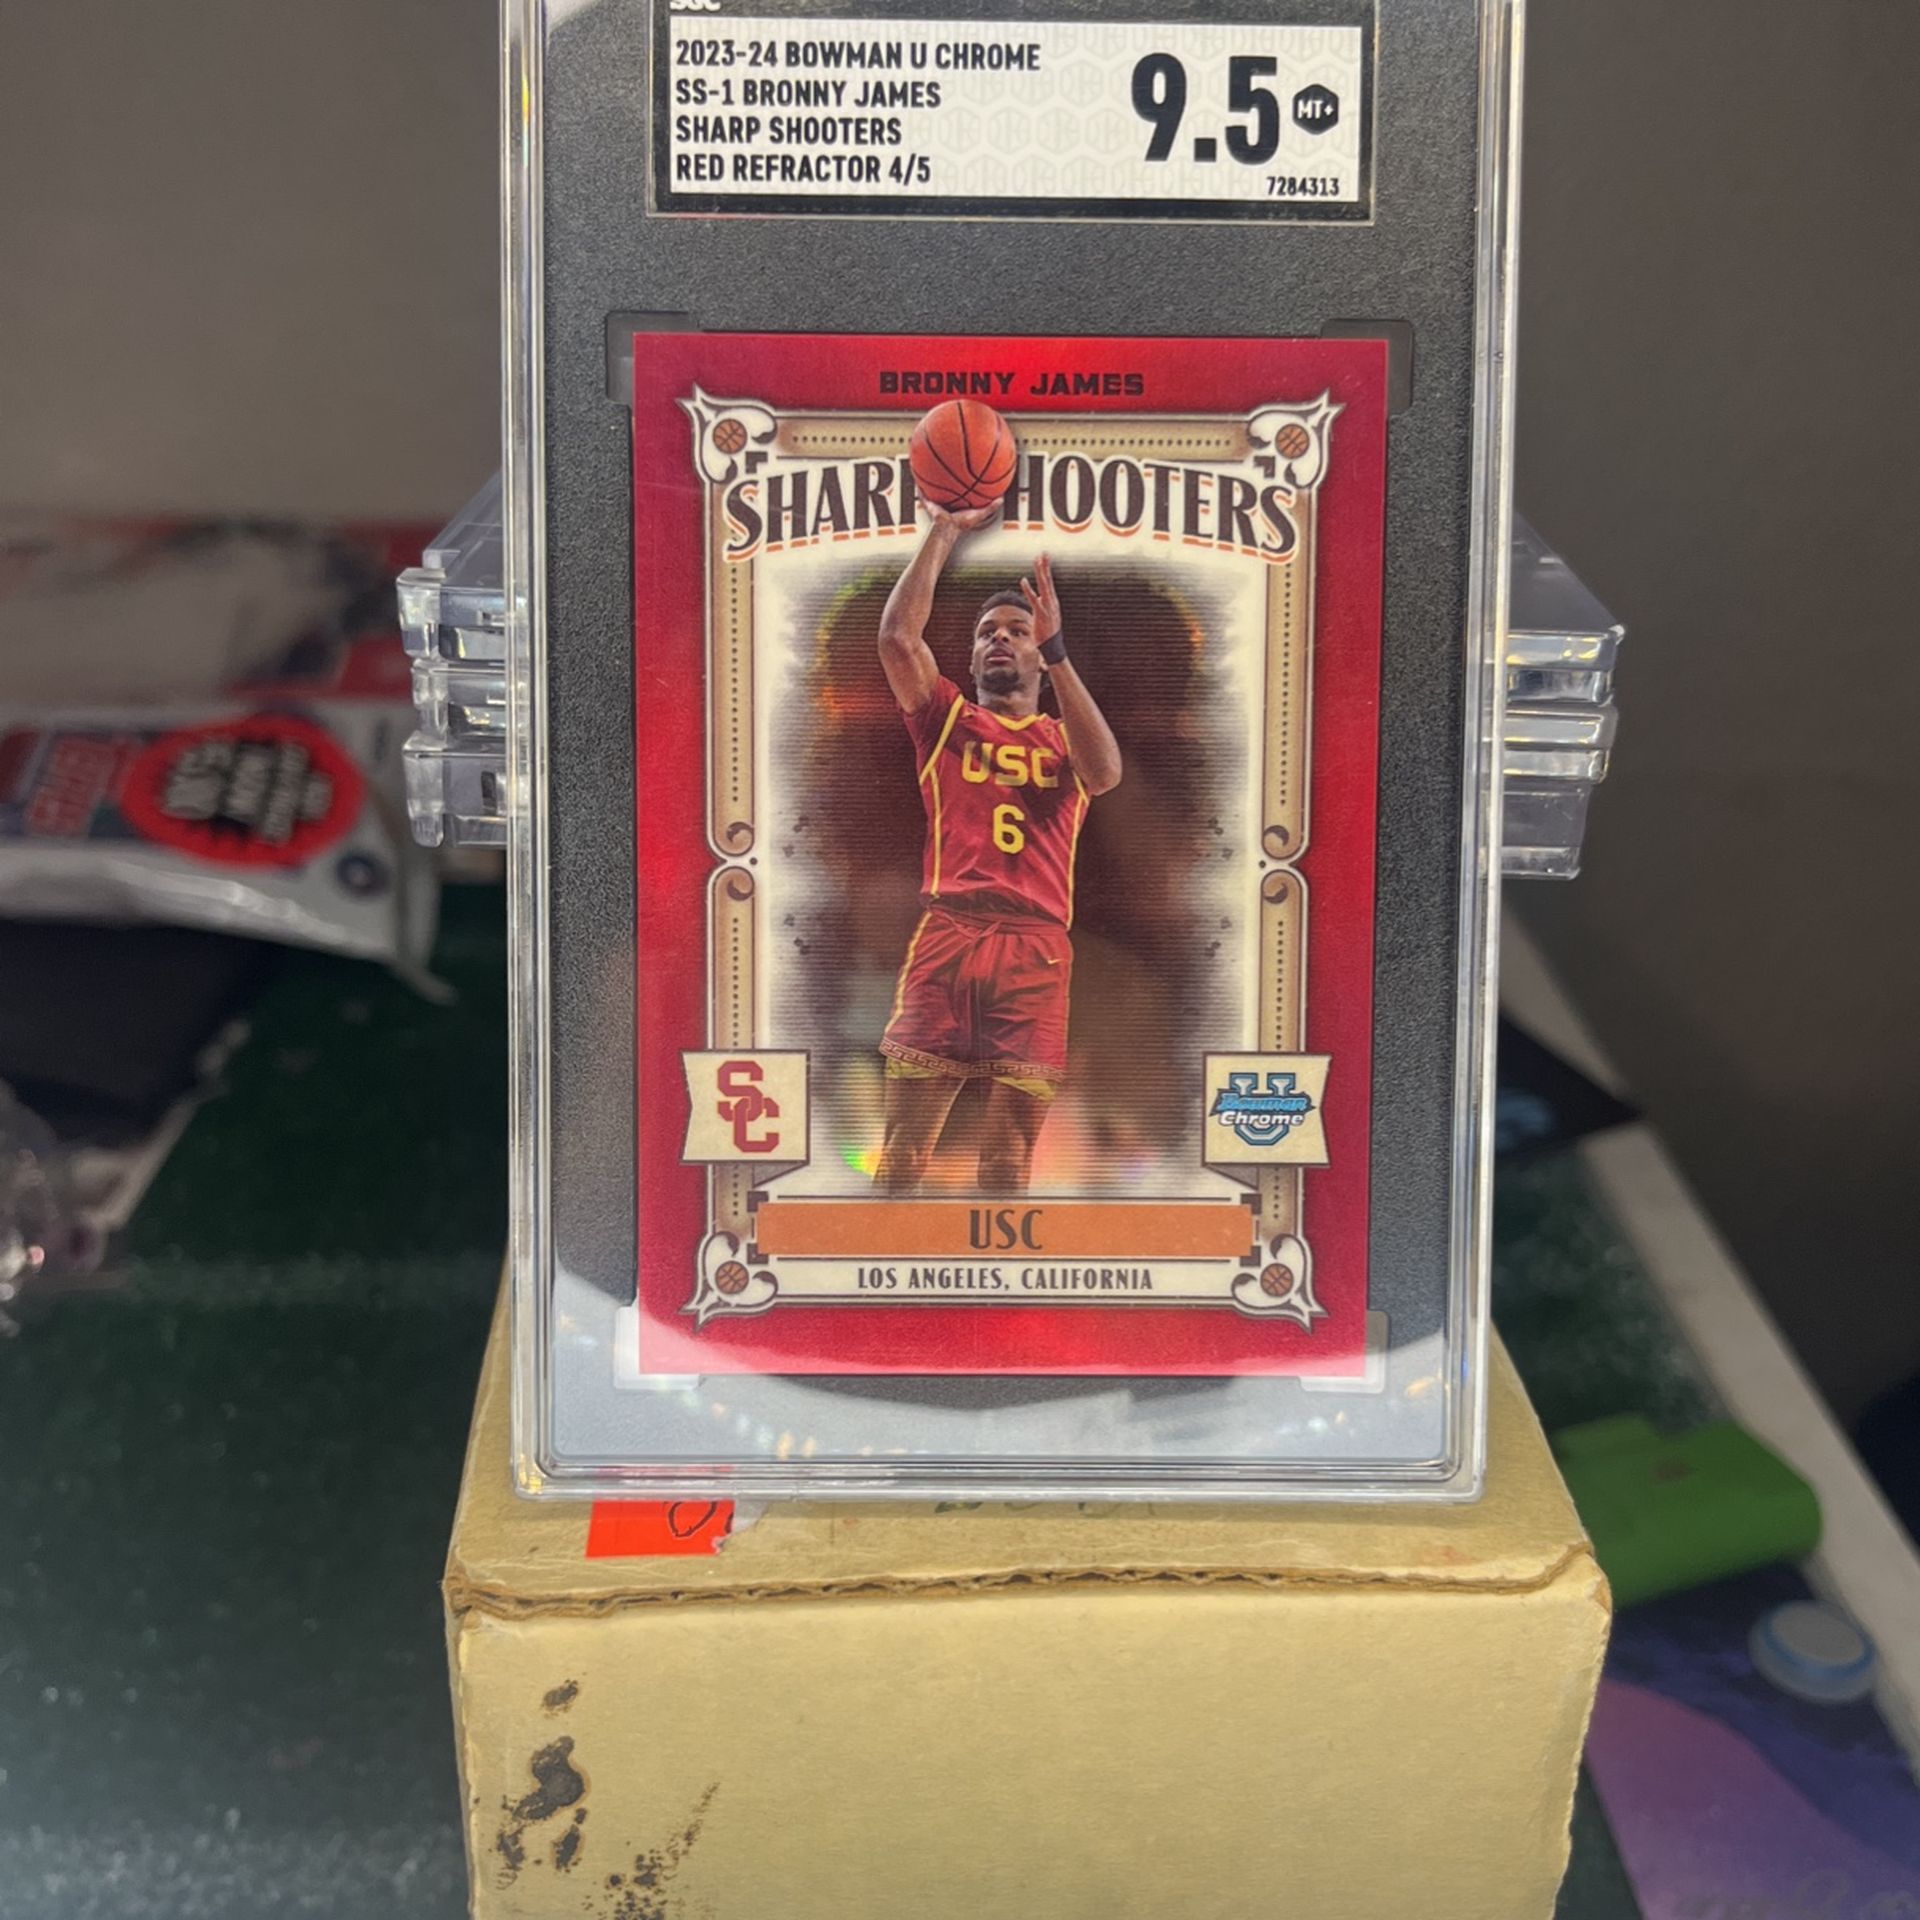 SGC
2023-24 BOWMAN U CHROME
SS-1 BRONNY JAMES
SHARP SHOOTERS
RED REFRACTOR 4/5
9.5
MT+
7284313
BRONNY JAMES
SHARP SHOOTERS
USC
6
SC
U
Bowman
Chrome
USC
LOS ANGELES, CALIFORNIA